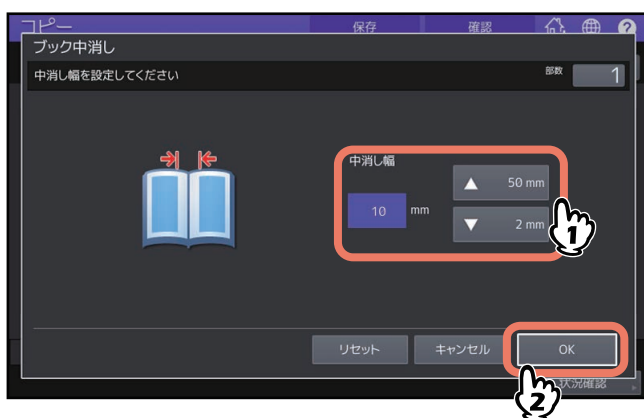 コピー
保存
確認
?
ブック中消し
中消し幅を設定してください
部数
1
中消し幅
10 mm
▲ 50 mm
▼ 2 mm
1
リセット
キャンセル
OK
2
状況確認